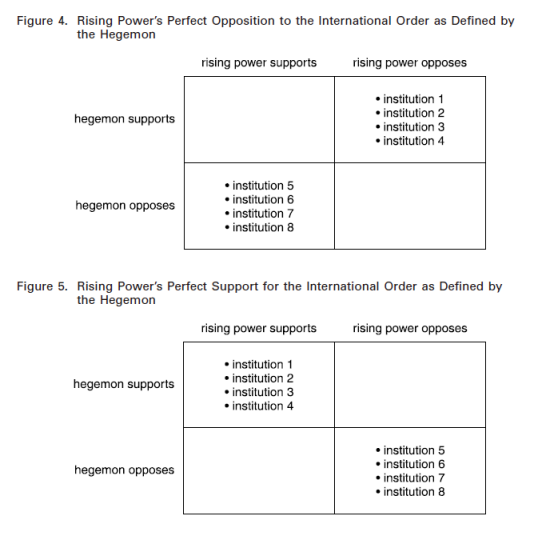 Figure 4. Rising Power's Perfect Opposition to the International Order as Defined by
the Hegemon
rising power supports rising power opposes
hegemon supports
• institution 1
• institution 2
• institution 3
• institution 4
hegemon opposes
• institution 5
• institution 6
• institution 7
• institution 8
Figure 5. Rising Power's Perfect Support for the International Order as Defined by
the Hegemon
rising power supports rising power opposes
hegemon supports
• institution 1
• institution 2
• institution 3
• institution 4
hegemon opposes
• institution 5
• institution 6
• institution 7
• institution 8